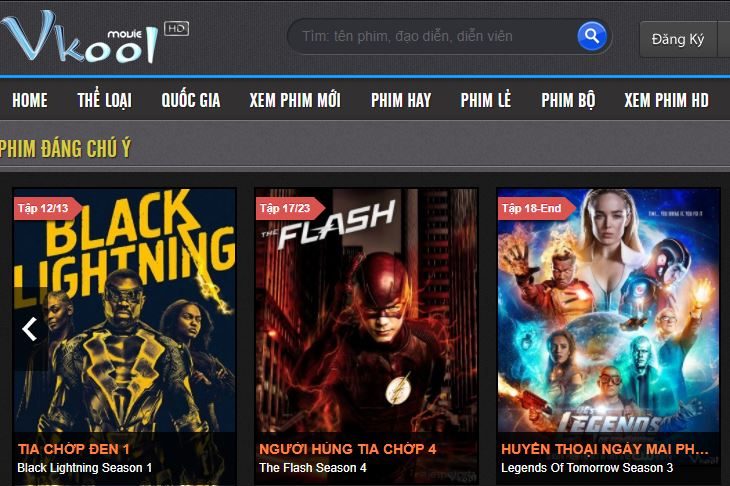 Vkool movie HD
Tìm: tên phim, đạo diễn, diễn viên
Đăng Ký
HOME THỂ LOẠI QUỐC GIA XEM PHIM MỚI PHIM HAY PHIM LẺ PHIM BỘ XEM PHIM HD
PHIM ĐÁNG CHÚ Ý
Tập 12/13
BLACK
LIGHTNING
TIA CHỚP ĐEN 1
Black Lightning Season 1
Tập 17/23
THE FLASH
NGƯỜI HÙNG TIA CHỚP 4
The Flash Season 4
Tập 18-End
LEGENDS
HUYỀN THOẠI NGÀY MAI PH...
Legends Of Tomorrow Season 3